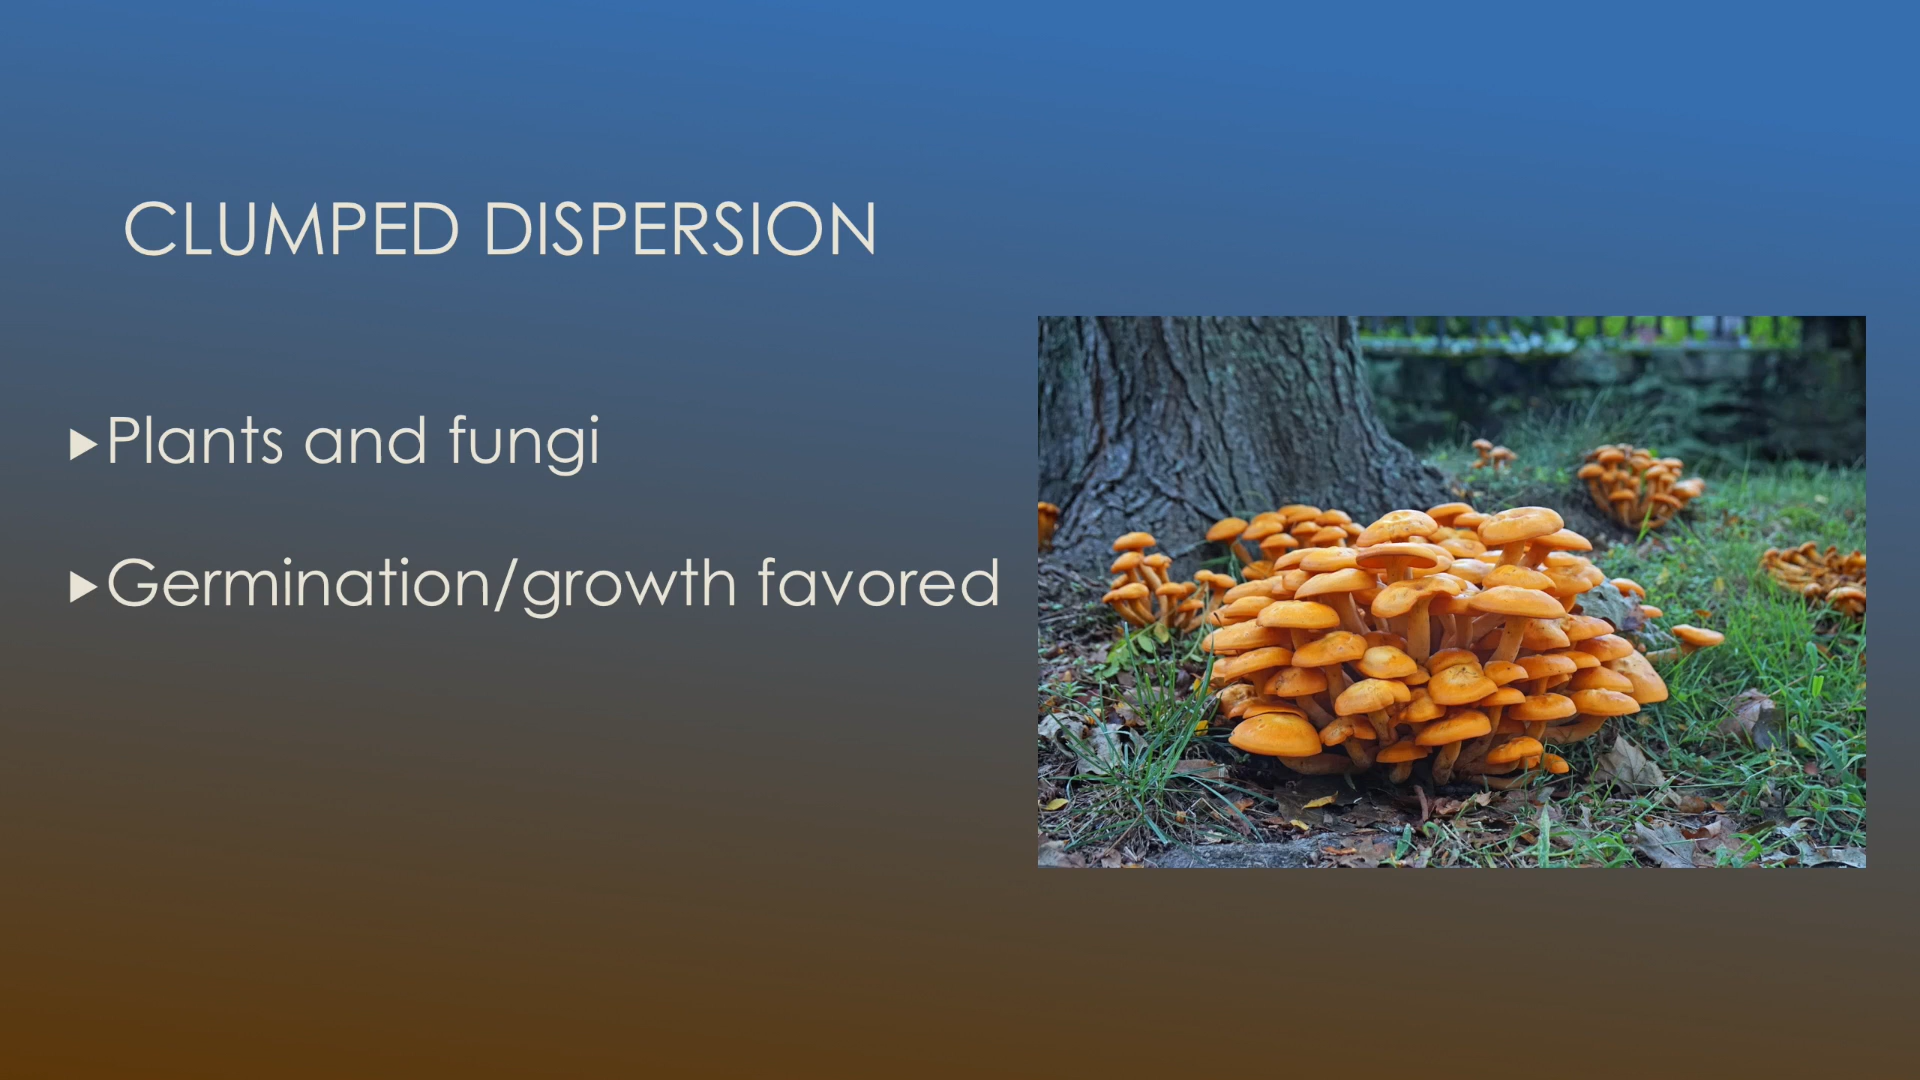 CLUMPED DISPERSION
Plants and fungi
Germination/growth favored